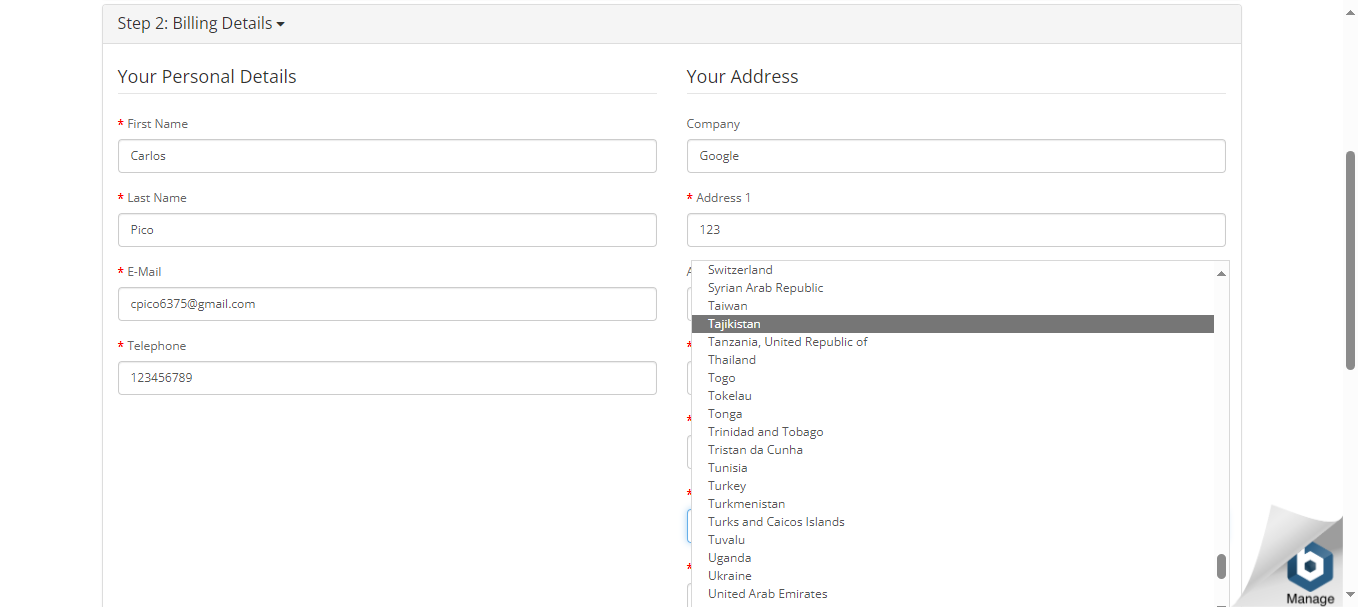 Step 2: Billing Details
Your Personal Details
* First Name
Carlos
* Last Name
Pico
* E-Mail
cpico6375@gmail.com
* Telephone
123456789
Your Address
Company
Google
* Address 1
123
Switzerland
Syrian Arab Republic
Taiwan
Tajikistan
Tanzania, United Republic of
Thailand
Togo
Tokelau
Tonga
Trinidad and Tobago
Tristan da Cunha
Tunisia
Turkey
Turkmenistan
Turks and Caicos Islands
Tuvalu
Uganda
Ukraine
United Arab Emirates
Manage